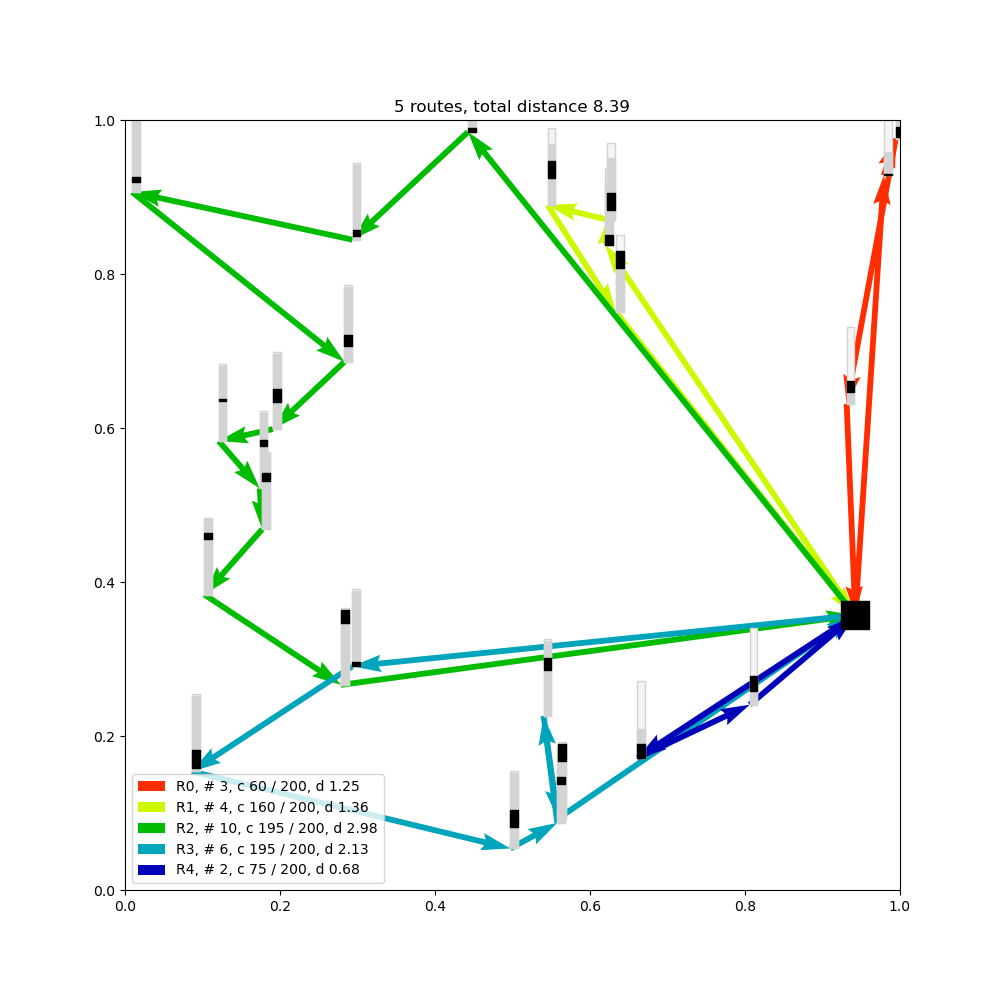 5 routes, total distance 8.39
1.0
0.8
0.6
0.4
0.2
0.0
R0, # 3, c 60 / 200, d 1.25
R1, # 4, c 160 / 200, d 1.36
R2, # 10, c 195 / 200, d 2.98
R3, # 6, c 195 / 200, d 2.13
R4, # 2, c 75 / 200, d 0.68
0.0 0.2 0.4 0.6 0.8 1.0